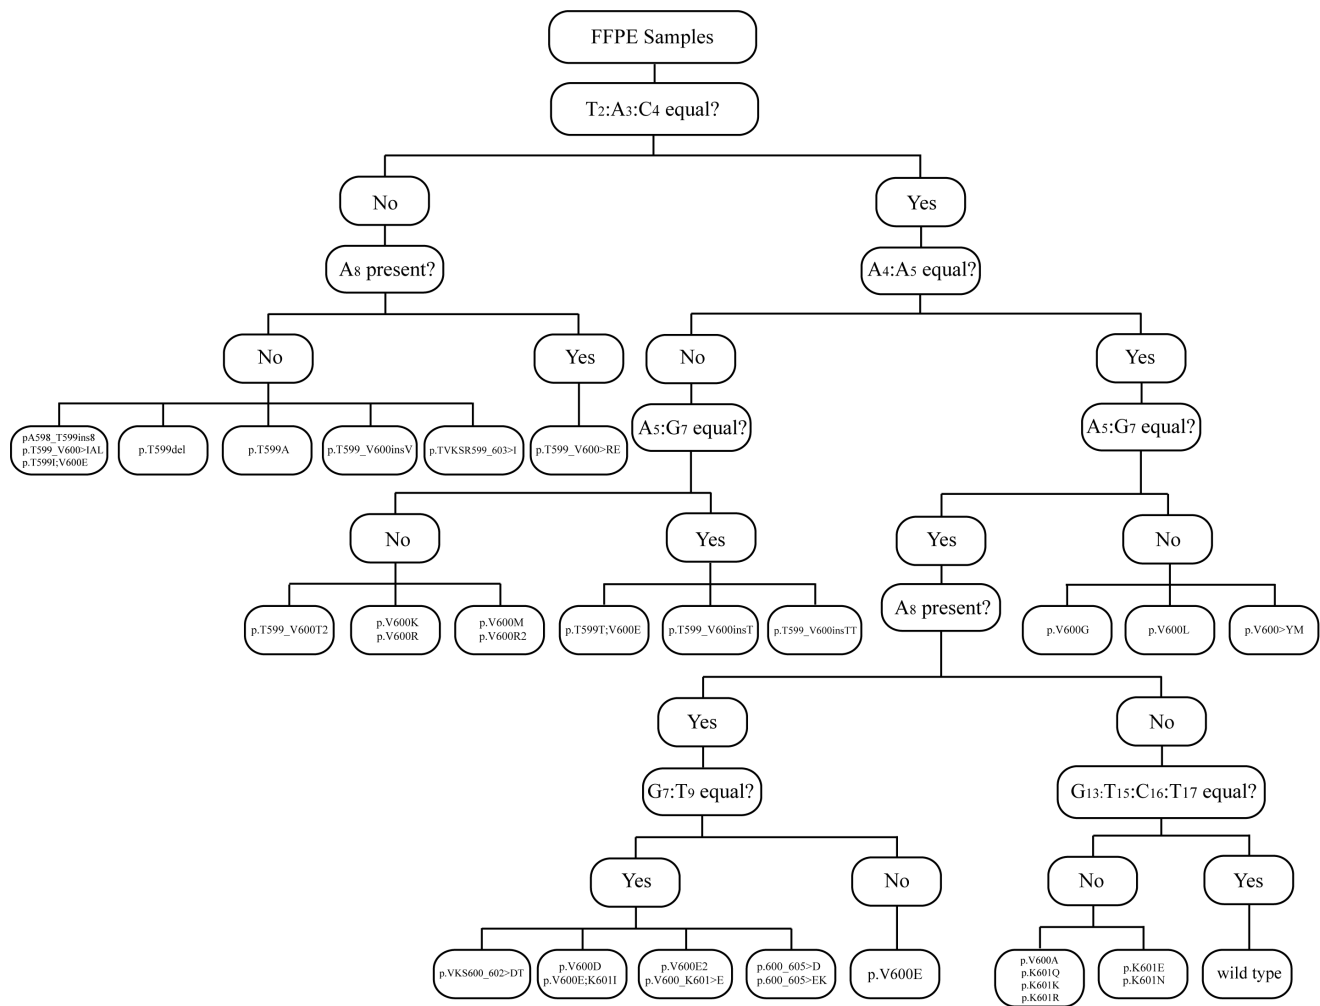 FFPE Samples
T2:A3:C4 equal?
No
Yes
A8 present?
A4:A5 equal?
No
Yes
No
Yes
pA598_T599ins8
p.T599_V600>IAL
p.T599I;V600E
p.T599del
p.T599A
p.T599_V600insV
p.TVKSR599_603>I
p.T599_V600>RE
A5:G7 equal?
A5:G7 equal?
No
Yes
Yes
No
p.T599_V600T2
p.V600K
p.V600R
p.V600M
p.V600R2
p.T599T;V600E
p.T599_V600insT
p.T599_V600insTT
A8 present?
p.V600G
p.V600L
p.V600>YM
Yes
No
G7:T9 equal?
G13:T15:C16:T17 equal?
Yes
No
No
Yes
p.VKS600_602>DT
p.V600D
p.V600E;K601I
p.V600E2
p.V600_K601>E
p.600_605>D
p.600_605>EK
p.V600E
p.V600A
p.K601Q
p.K601K
p.K601R
p.K601E
p.K601N
wild type